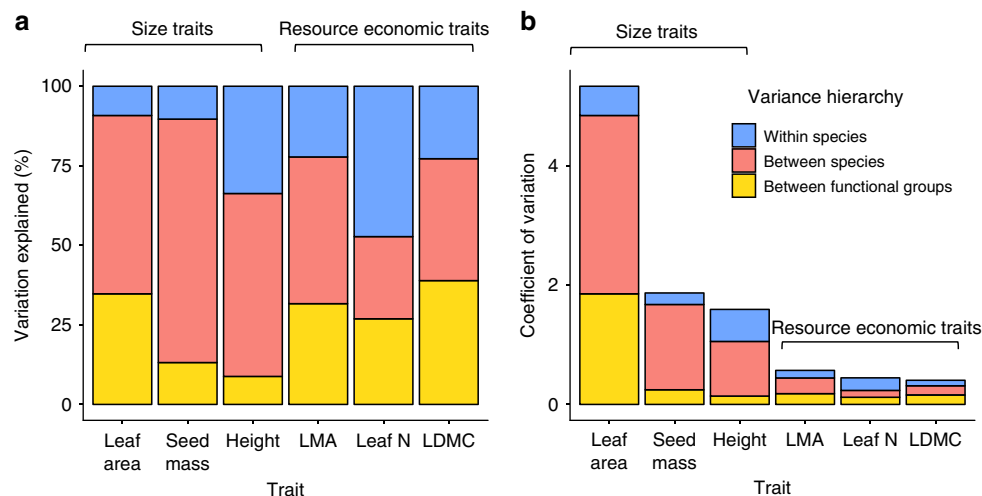 a
Size traits
Resource economic traits
Variation explained (%)
100
75
50
25
0
Leaf area
Seed mass
Height
LMA
Leaf N
LDMC
Trait
b
Size traits
Variance hierarchy
Within species
Between species
Between functional groups
Coefficient of variation
4
2
0
Resource economic traits
Leaf area
Seed mass
Height
LMA
Leaf N
LDMC
Trait